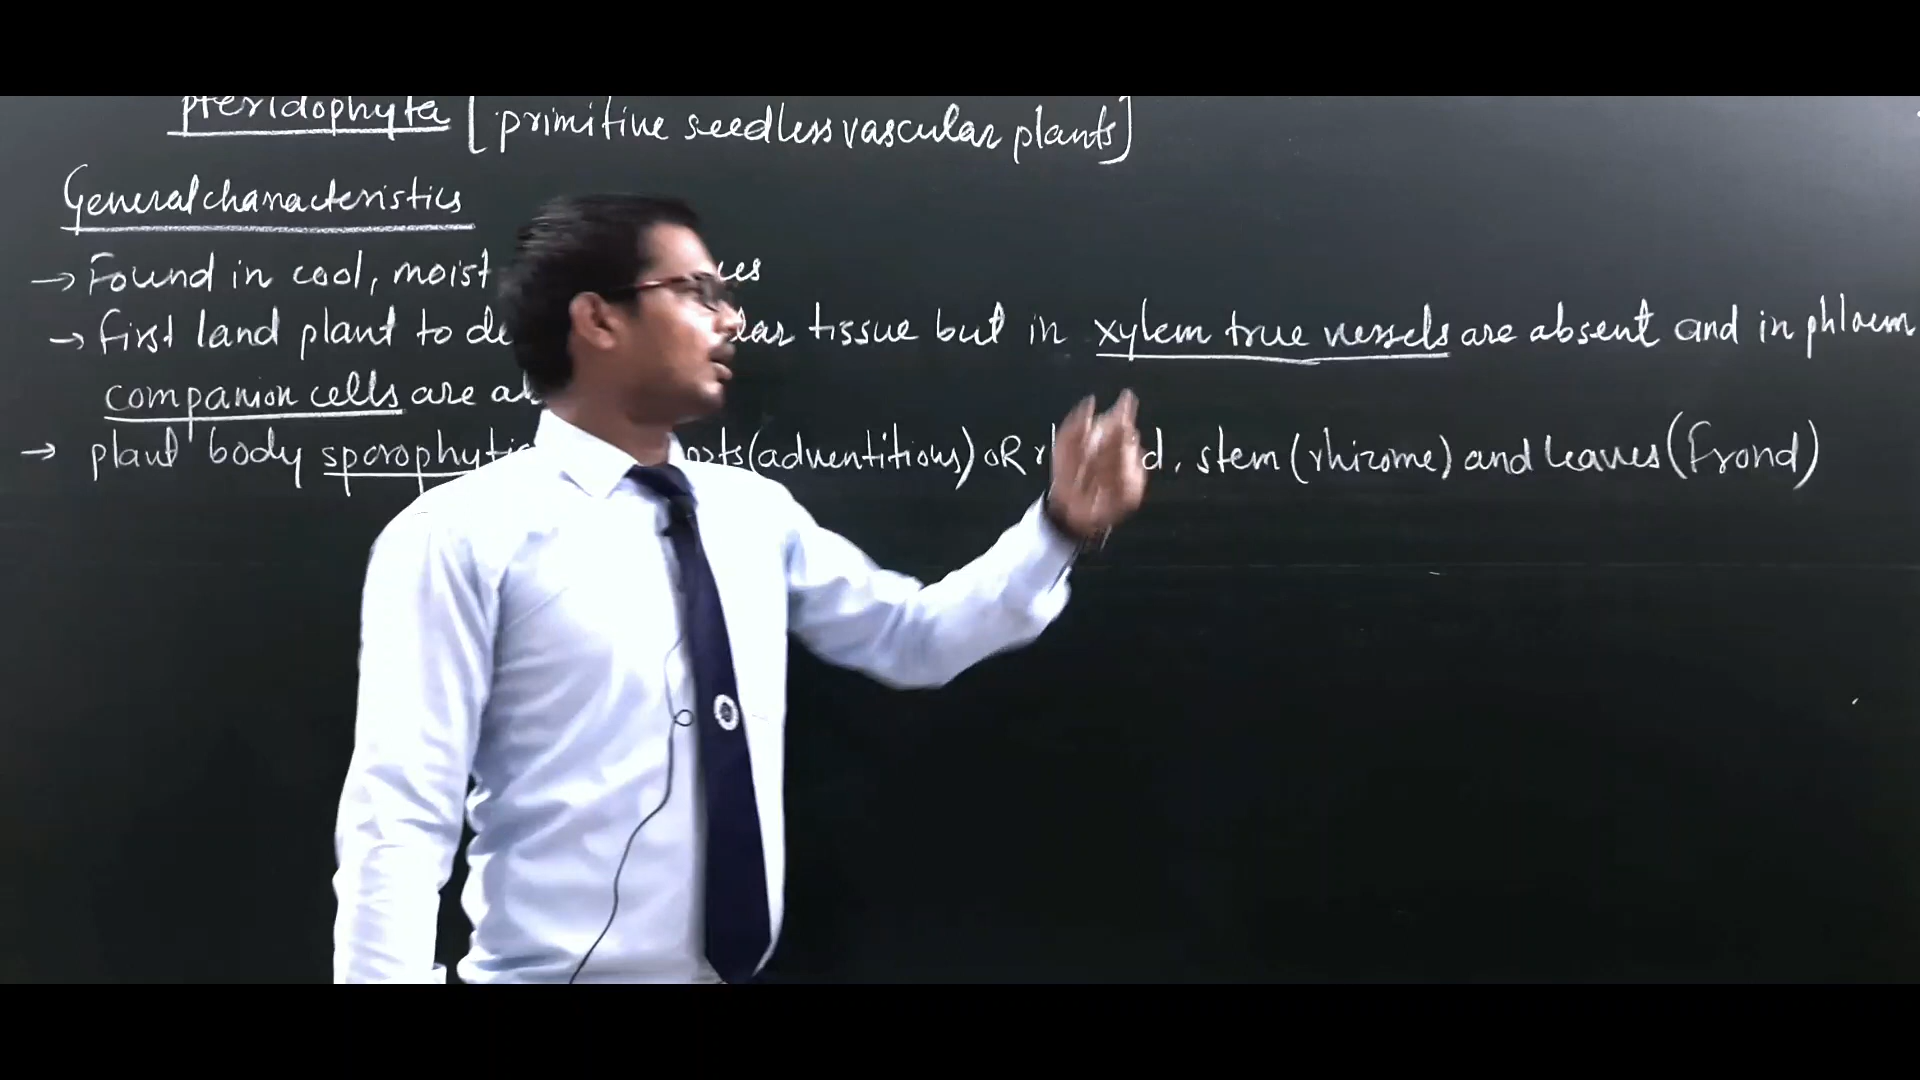 pteridophyta [primitive seedless vascular plants]
General characteristics
→ Found in cool, moist
→ first land plant to tissue but in xylem true vessels are absent and in phloem
companion cells are
→ plant body (adventitious) OR stem (rhizome) and leaves (Frond)